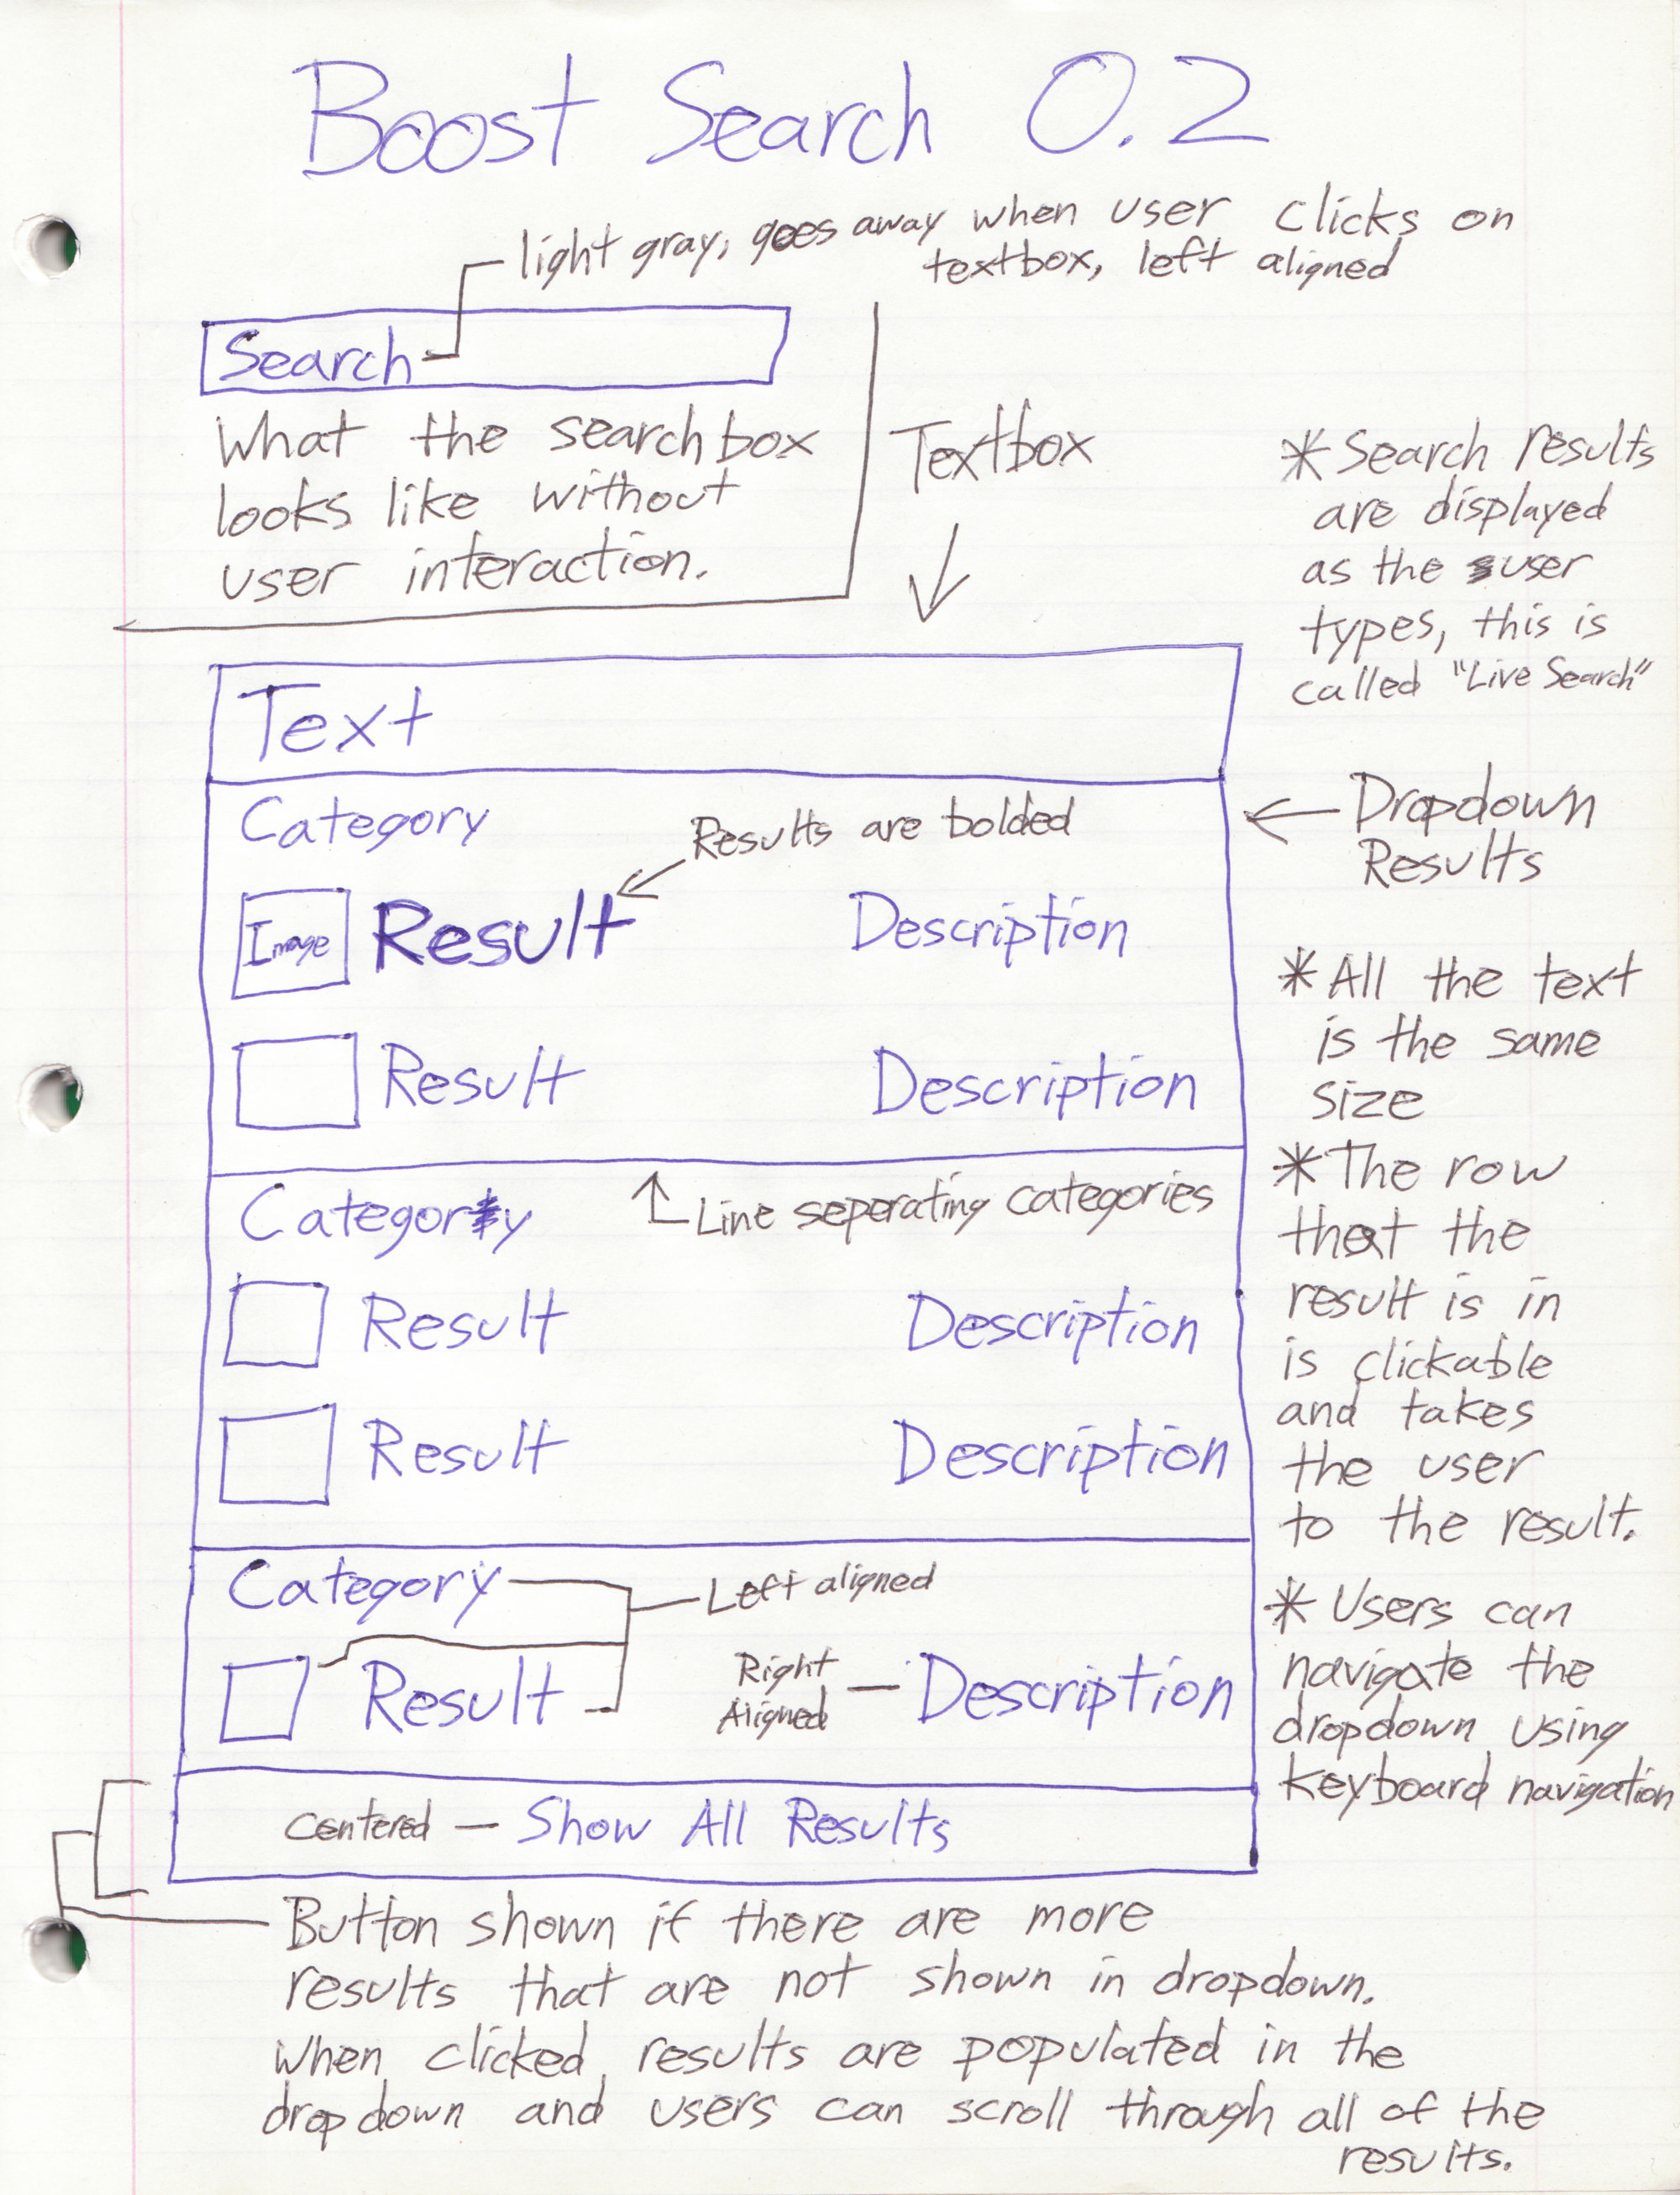 Boost Search 0.2
light gray, goes away when user clicks on
textbox, left aligned
Search
What the searchbox
looks like without
user interaction.
Textbox
* Search results
are displayed
as the user
types, this is
called "Live Search"
Text
Category
Results are bolded
Dropdown
Results
Image Result Description
Result Description
* All the text
is the same
size
Line seperating categories
Category
Result Description
Result Description
* The row
that the
result is in
is clickable
and takes
the user
to the result.
Category
Left aligned
Result
Right
Aligned
Description
* Users can
navigate the
dropdown using
keyboard navigation
centered - Show All Results
Button shown if there are more
results that are not shown in dropdown.
When clicked, results are populated in the
dropdown and users can scroll through all of the
results.